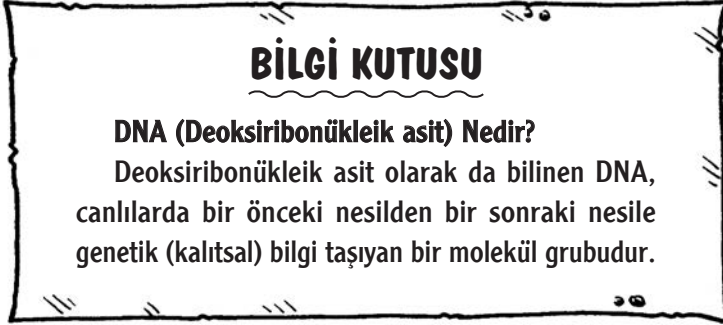 BİLGİ KUTUSU
DNA (Deoksiribonükleik asit) Nedir?
Deoksiribonükleik asit olarak da bilinen DNA,
canlılarda bir önceki nesilden bir sonraki nesile
genetik (kalıtsal) bilgi taşıyan bir molekül grubudur.